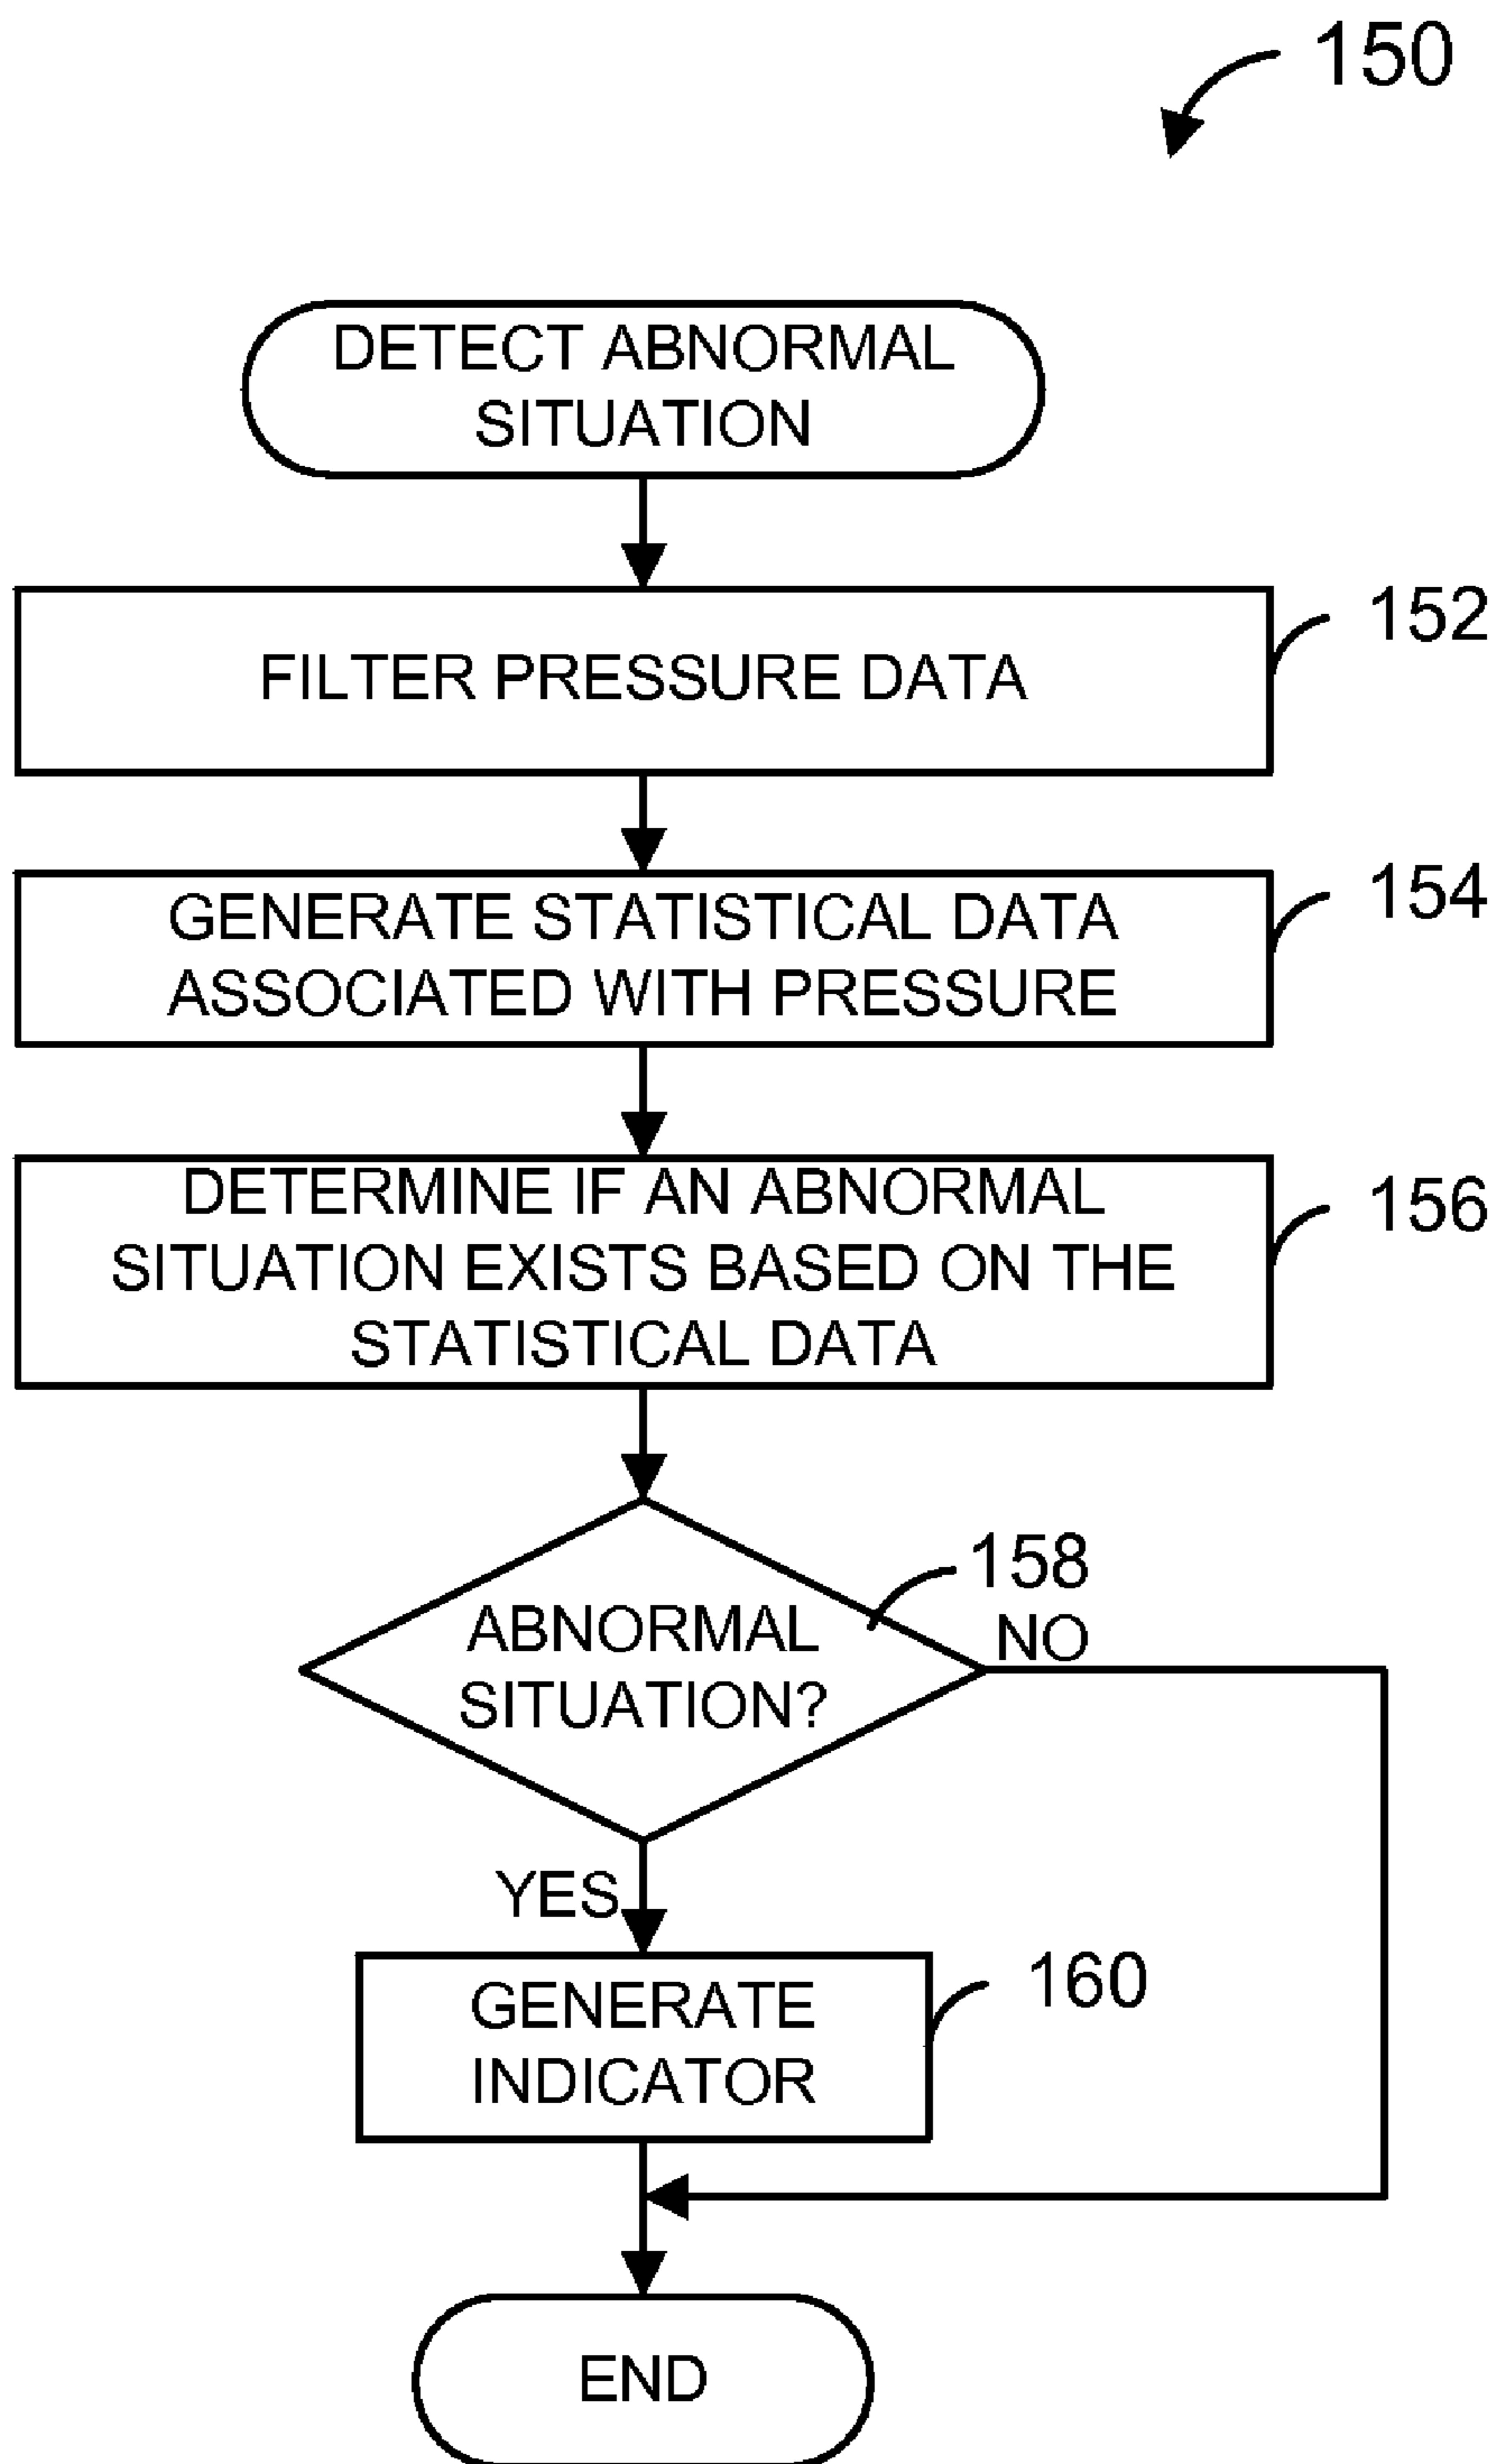 150
DETECT ABNORMAL
SITUATION
152
FILTER PRESSURE DATA
154
GENERATE STATISTICAL DATA
ASSOCIATED WITH PRESSURE
156
DETERMINE IF AN ABNORMAL
SITUATION EXISTS BASED ON THE
STATISTICAL DATA
158
NO
ABNORMAL
SITUATION?
YES
160
GENERATE
INDICATOR
END